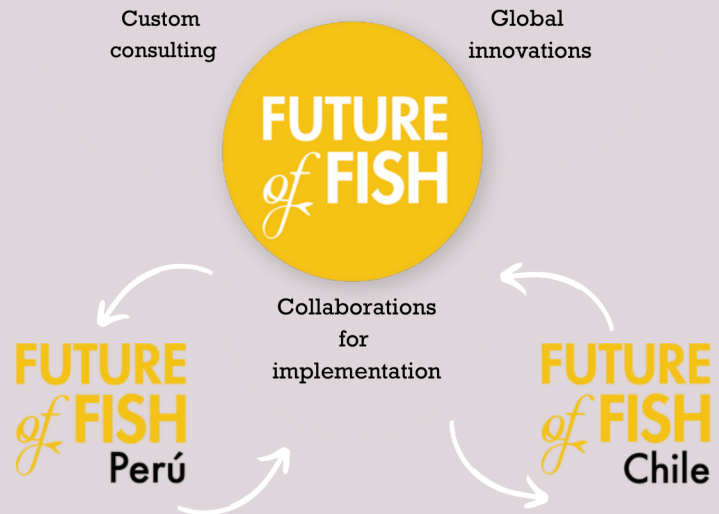 Custom
consulting
Global
innovations
FUTURE
of FISH
Collaborations
for
implementation
FUTURE
of FISH
Perú
FUTURE
of FISH
Chile